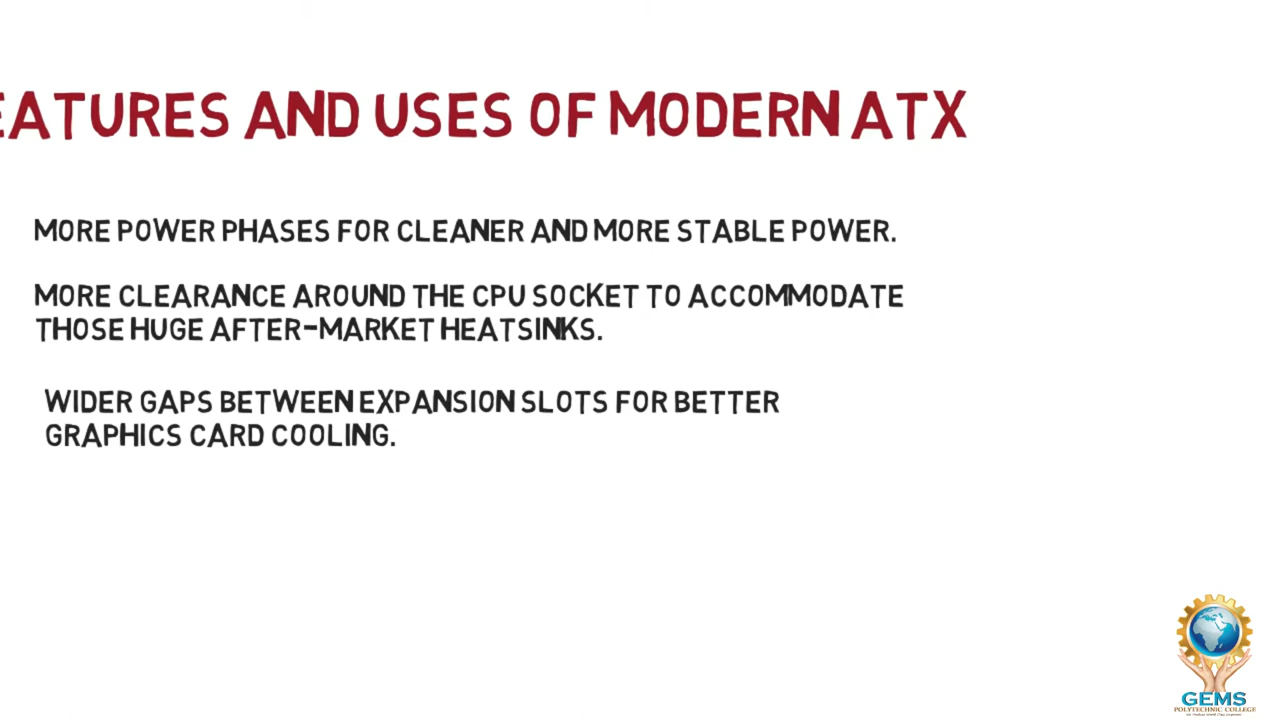 EATURES AND USES OF MODERN ATX
MORE POWER PHASES FOR CLEANER AND MORE STABLE POWER.
MORE CLEARANCE AROUND THE CPU SOCKET TO ACCOMMODATE
THOSE HUGE AFTER-MARKET HEATSINKS.
WIDER GAPS BETWEEN EXPANSION SLOTS FOR BETTER
GRAPHICS CARD COOLING.
GEMS
POLYTECHNIC COLLEGE